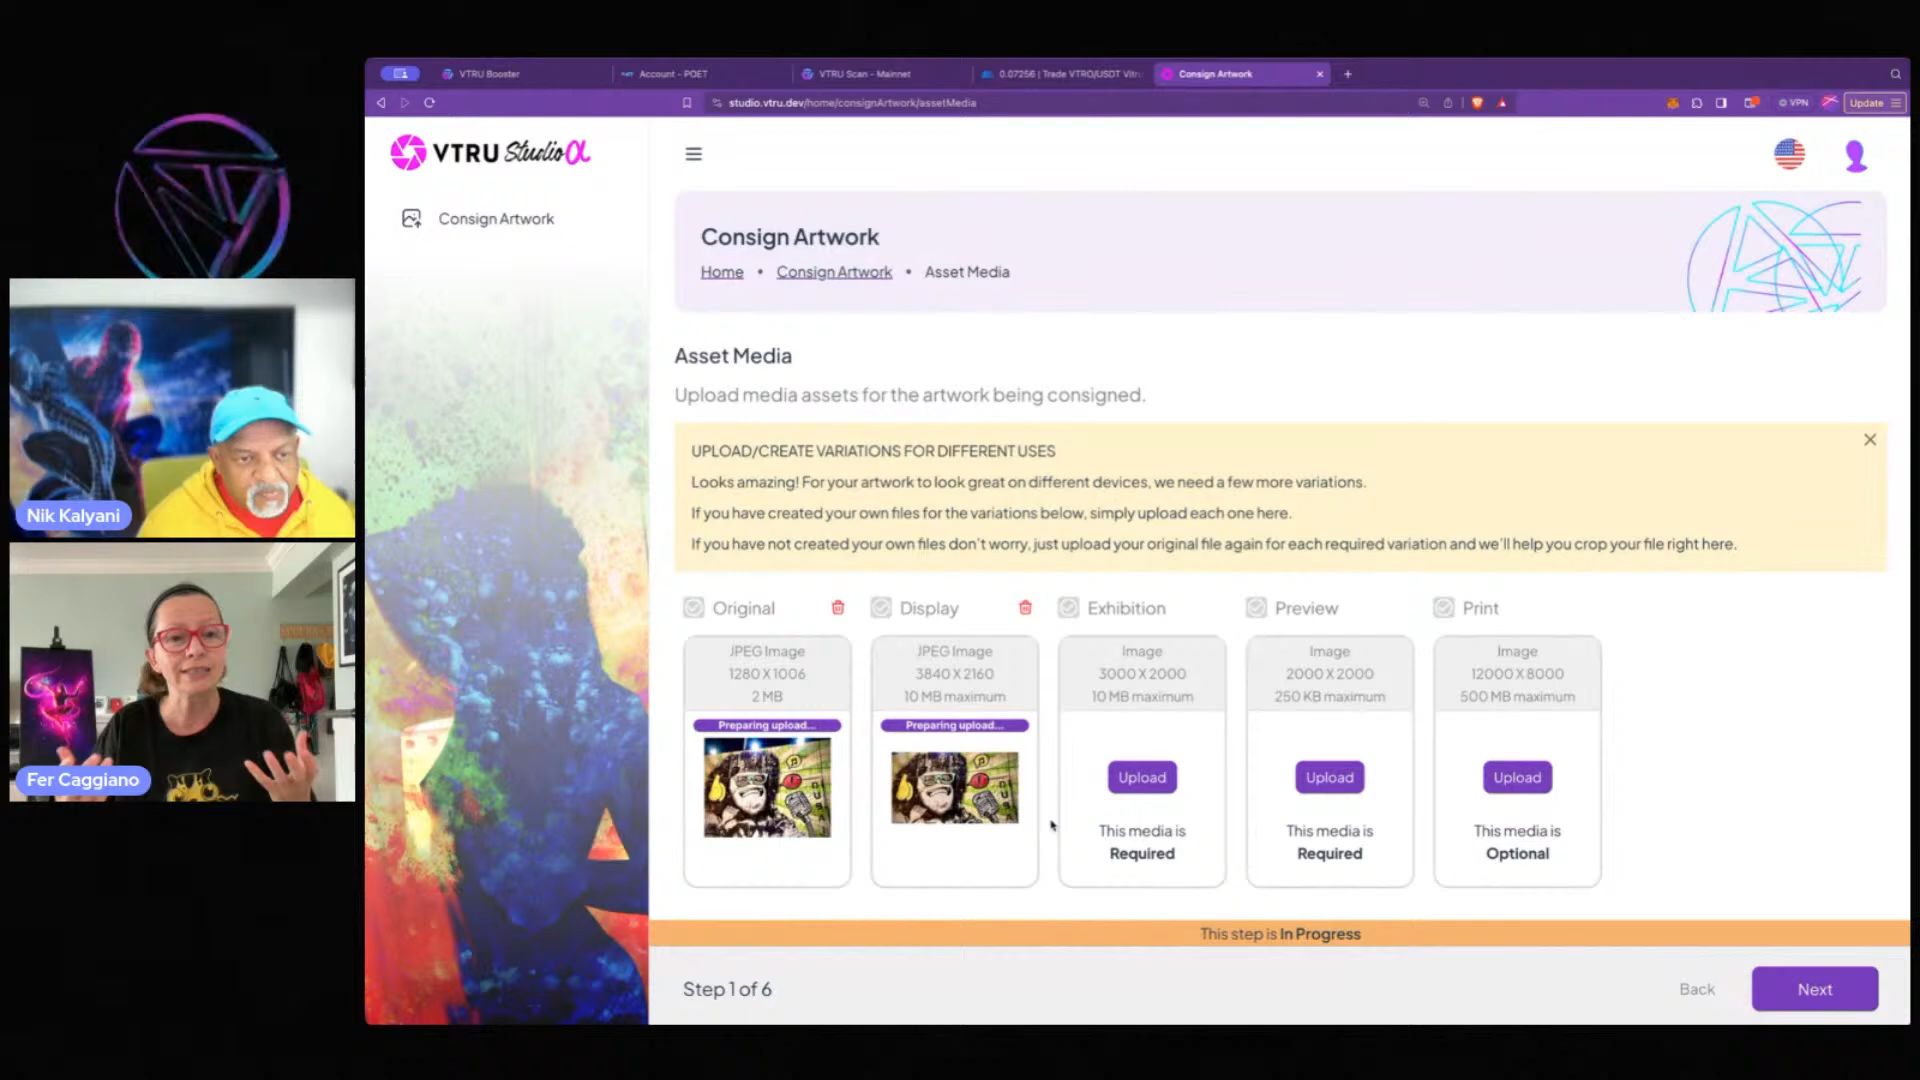 VTRU Booster
Account - POET
VTRU Scan - Mainnet
0.07256 | Trade VTRO/USDT Vitru
Consign Artwork
studio.vtru.dev/home/consignArtwork/assetMedia
VPN
Update
VTRU Studio α
Consign Artwork
Consign Artwork
Home • Consign Artwork • Asset Media
Asset Media
Upload media assets for the artwork being consigned.
UPLOAD/CREATE VARIATIONS FOR DIFFERENT USES
Looks amazing! For your artwork to look great on different devices, we need a few more variations.
If you have created your own files for the variations below, simply upload each one here.
If you have not created your own files don't worry, just upload your original file again for each required variation and we'll help you crop your file right here.
Original
JPEG Image
1280 X 1006
2 MB
Preparing upload...
Display
JPEG Image
3840 X 2160
10 MB maximum
Preparing upload...
Exhibition
Image
3000 X 2000
10 MB maximum
Upload
This media is
Required
Preview
Image
2000 X 2000
250 KB maximum
Upload
This media is
Required
Print
Image
12000 X 8000
500 MB maximum
Upload
This media is
Optional
This step is In Progress
Step 1 of 6
Back
Next
Nik Kalyani
Fer Caggiano